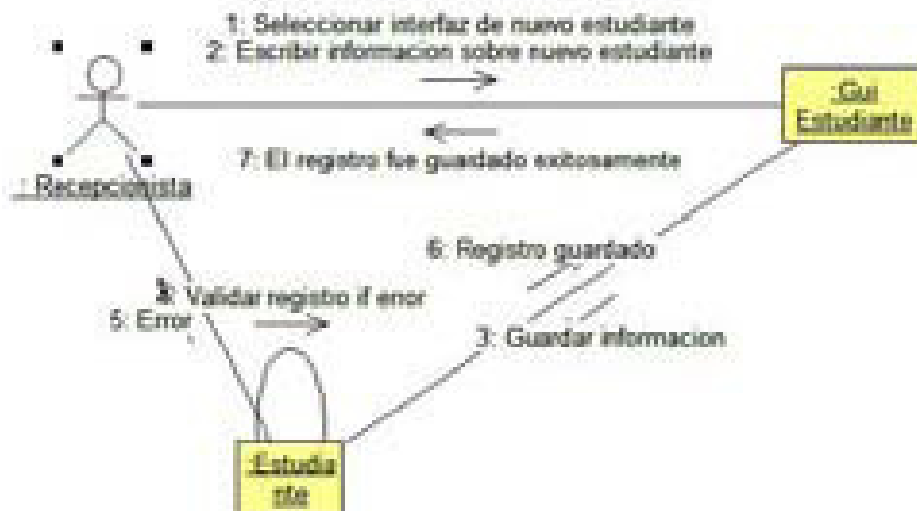 1: Seleccionar interfaz de nuevo estudiante
2: Escribir informacion sobre nuevo estudiante
:Gui
Estudiante
7: El registro fue guardado exitosamente
: Recepcionista
6: Registro guardado
4: Validar registro if error
5: Error
3: Guardar informacion
:Estudia
nte